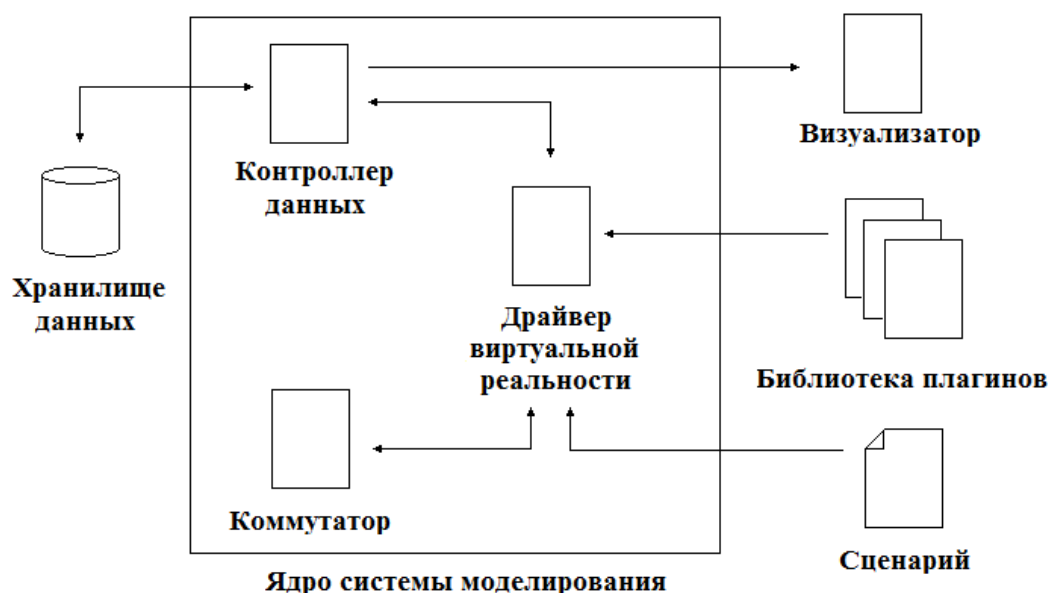 Визуализатор
Контроллер
данных
Хранилище
данных
Драйвер
виртуальной
реальности
Библиотека плагинов
Коммутатор
Сценарий
Ядро системы моделирования